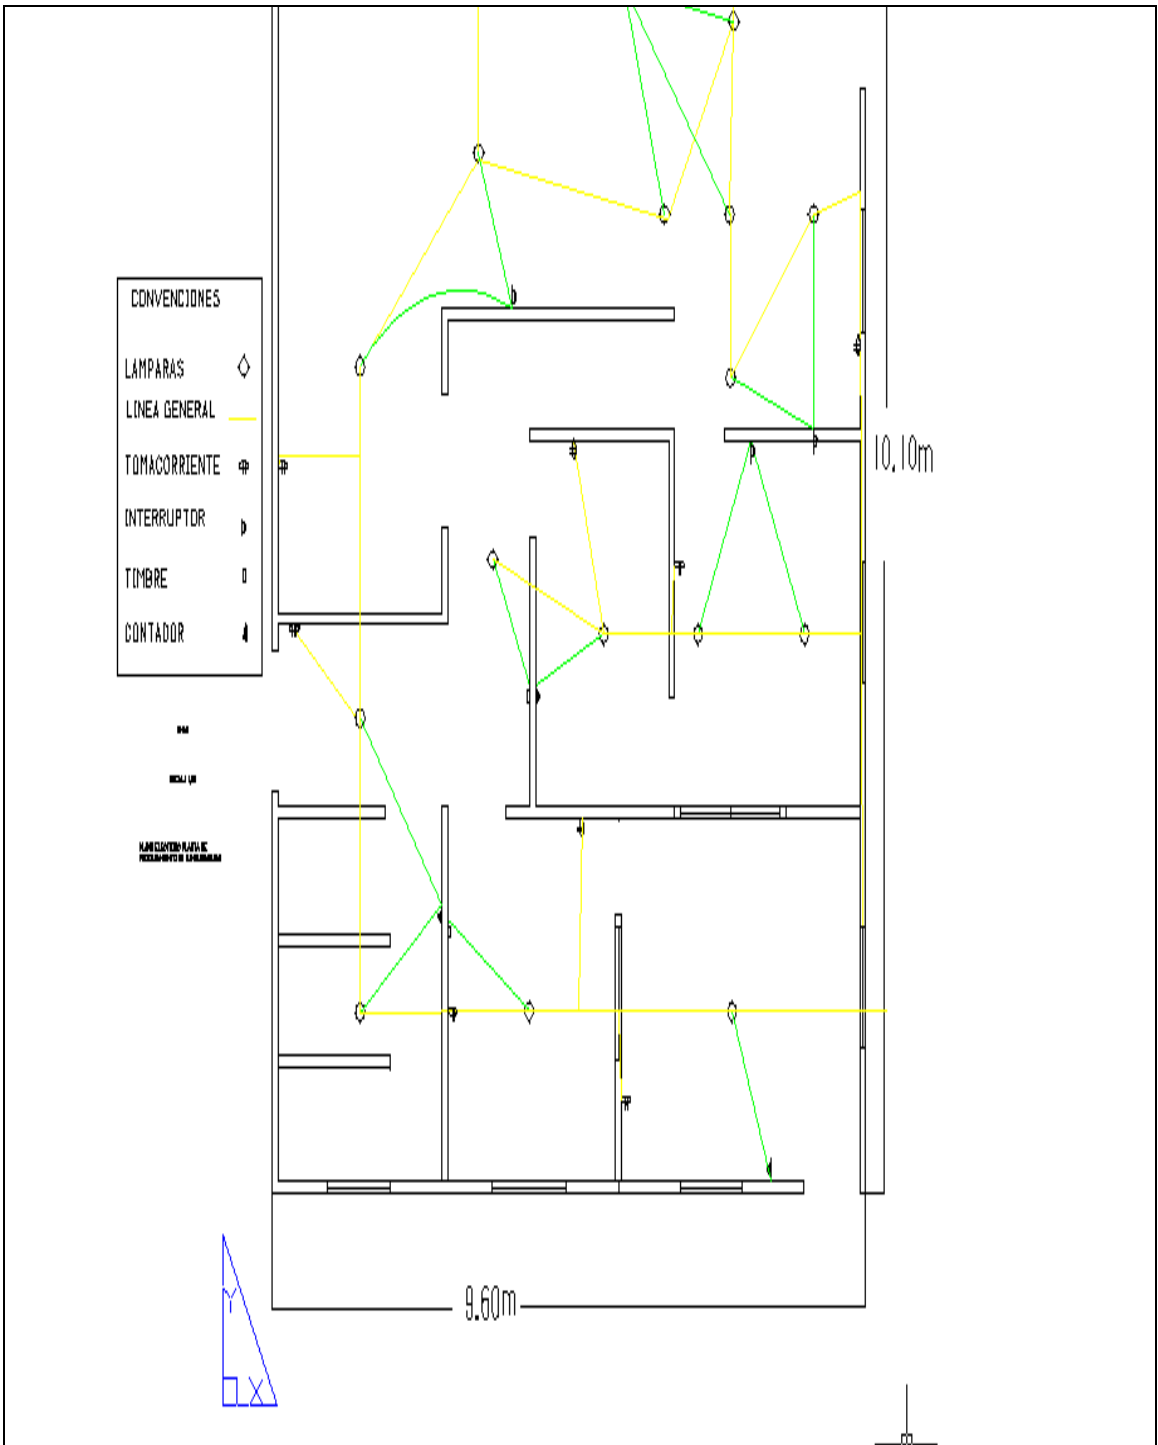 CONVENCIONES
LAMPARAS
LINEA GENERAL
TOMACORRIENTE
INTERRUPTOR
TIMBRE
CONTADOR
10.10m
9.60m
Y
X